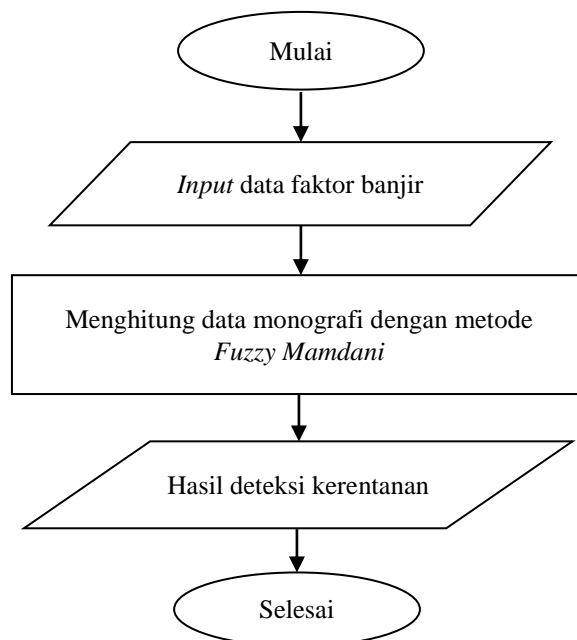 Mulai
Input data faktor banjir
Menghitung data monografi dengan metode
Fuzzy Mamdani
Hasil deteksi kerentanan
Selesai